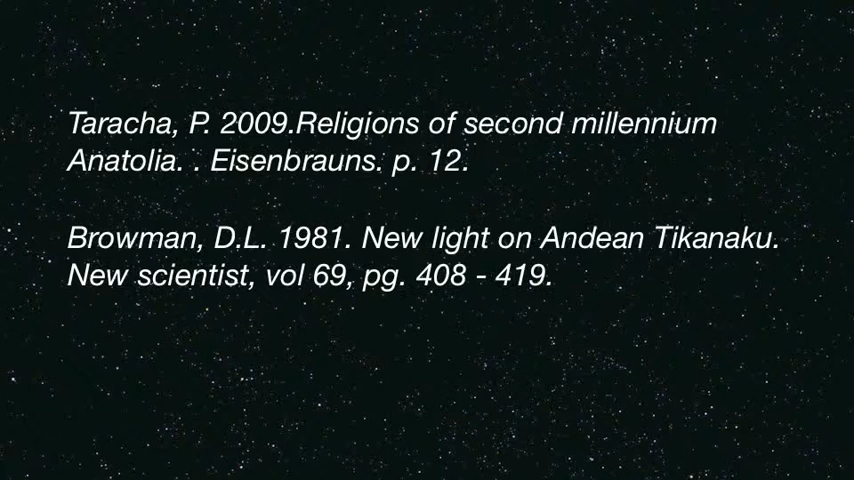 Taracha, P. 2009.Religions of second millennium
Anatolia. . Eisenbrauns. p. 12.
Browman, D.L. 1981. New light on Andean Tikanaku.
New scientist, vol 69, pg. 408 - 419.